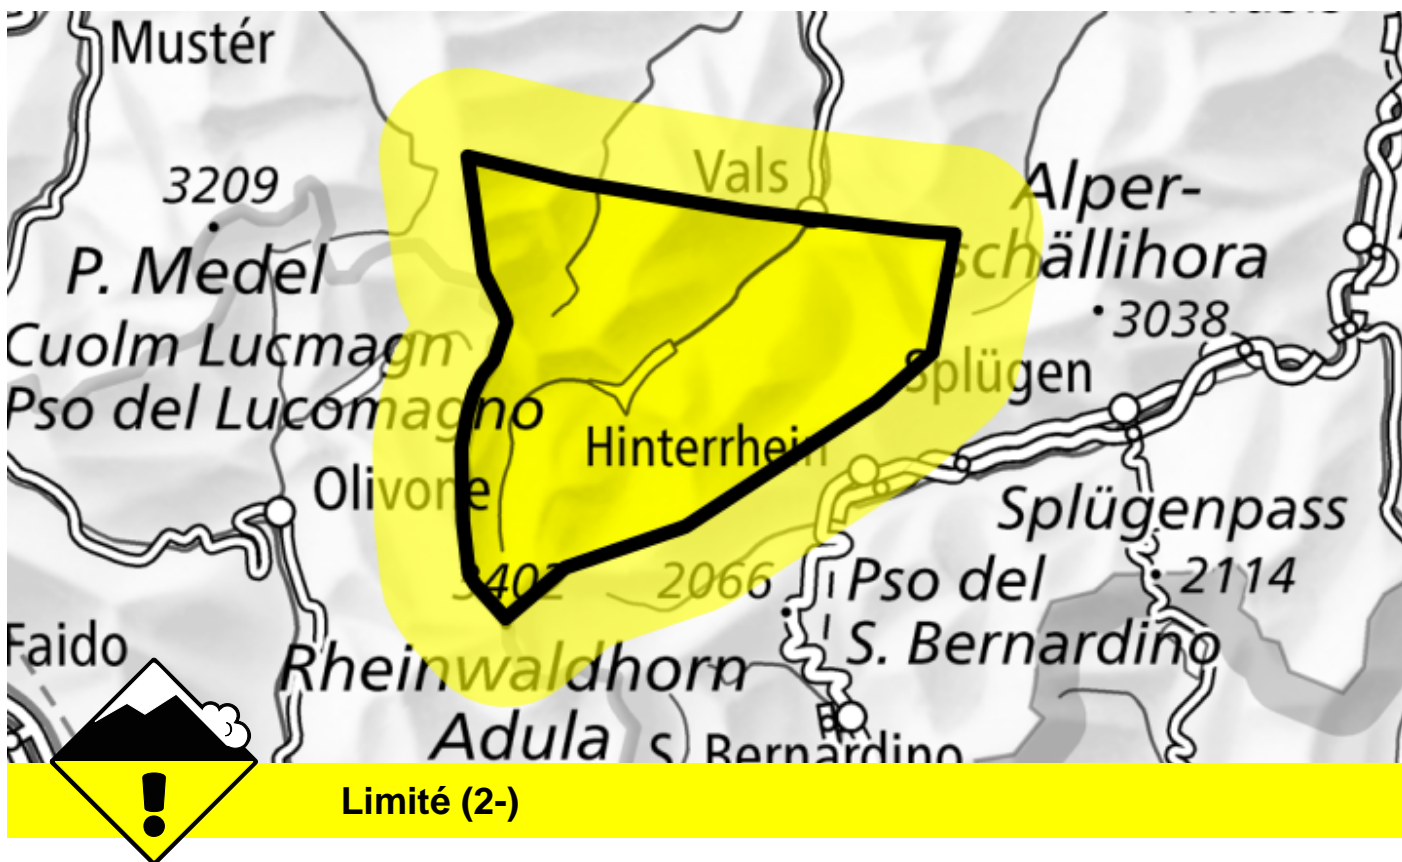 Mustér
Vals
3209
Alper-
schällihora
P. Medel
3038
Cuolm Lucmagn
Splügen
Pso del Lucomagno
Hinterrhein
Olivone
Splügenpass
3402
2066
Pso del
2114
S. Bernardino
Faido
Rheinwaldhorn
Adula
S. Bernardino
Limité (2-)